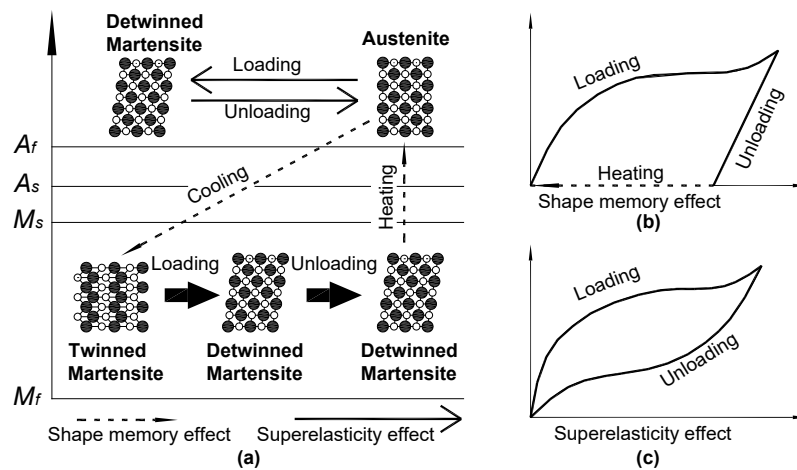 Detwinned
Martensite
Austenite
Loading
Unloading
Af
As
Ms
Cooling
Heating
Loading
Unloading
Twinned
Martensite
Detwinned
Martensite
Detwinned
Martensite
Mf
Shape memory effect
Superelasticity effect
(a)
Loading
Unloading
Heating
Shape memory effect
(b)
Loading
Unloading
Superelasticity effect
(c)